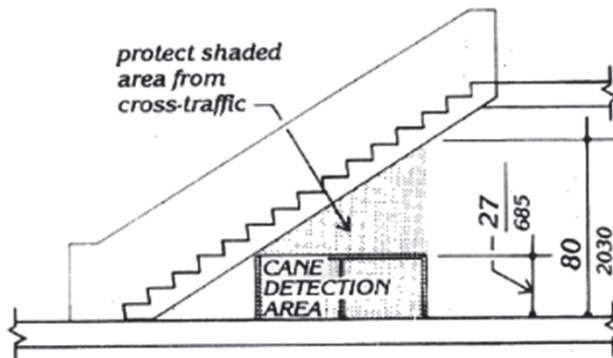 protect shaded
area from
cross-traffic
CANE
DETECTION
AREA
27
685
80
2030